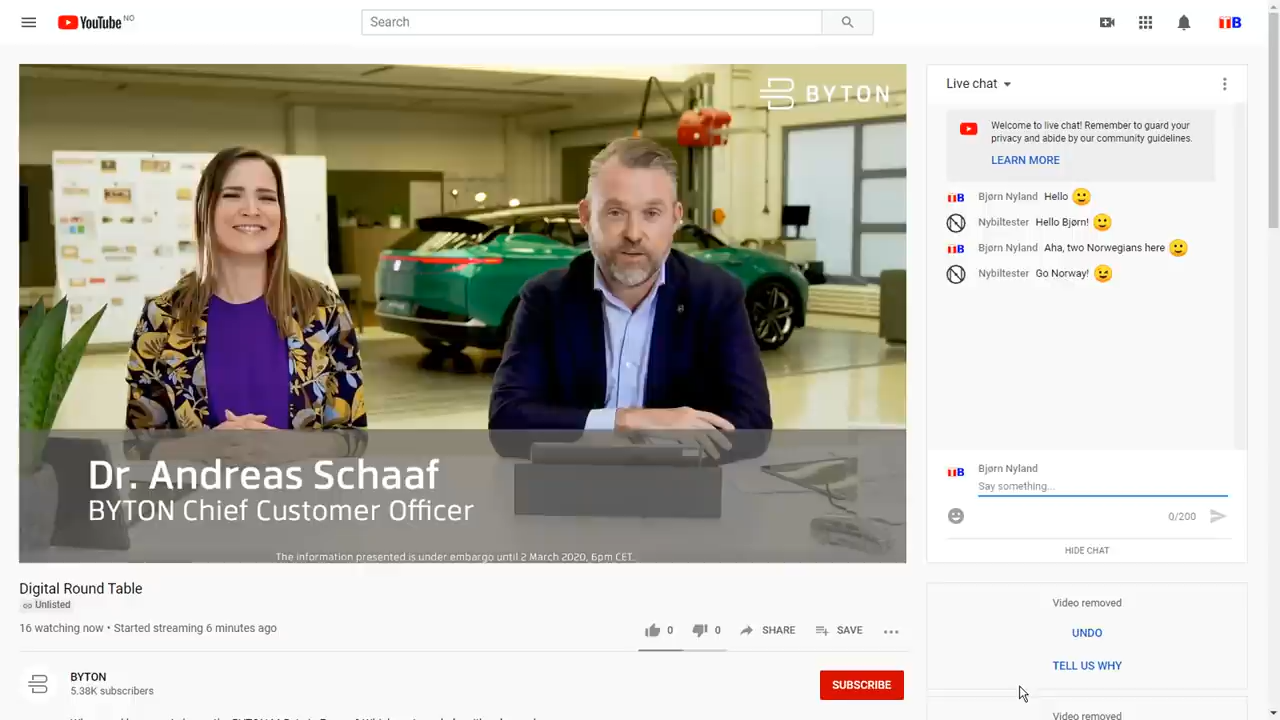 YouTube NO
Search
BYTON
Dr. Andreas Schaaf
BYTON Chief Customer Officer
The information presented is under embargo until 2 March 2020, 6pm CET.
Digital Round Table
Unlisted
16 watching now • Started streaming 6 minutes ago
0
0
SHARE
SAVE
BYTON
5.38K subscribers
SUBSCRIBE
Live chat
Welcome to live chat! Remember to guard your
privacy and abide by our community guidelines.
LEARN MORE
Bjørn Nyland Hello
Nybiltester Hello Bjørn!
Bjørn Nyland Aha, two Norwegians here
Nybiltester Go Norway!
Bjørn Nyland
Say something...
0/200
HIDE CHAT
Video removed
UNDO
TELL US WHY
Video removed